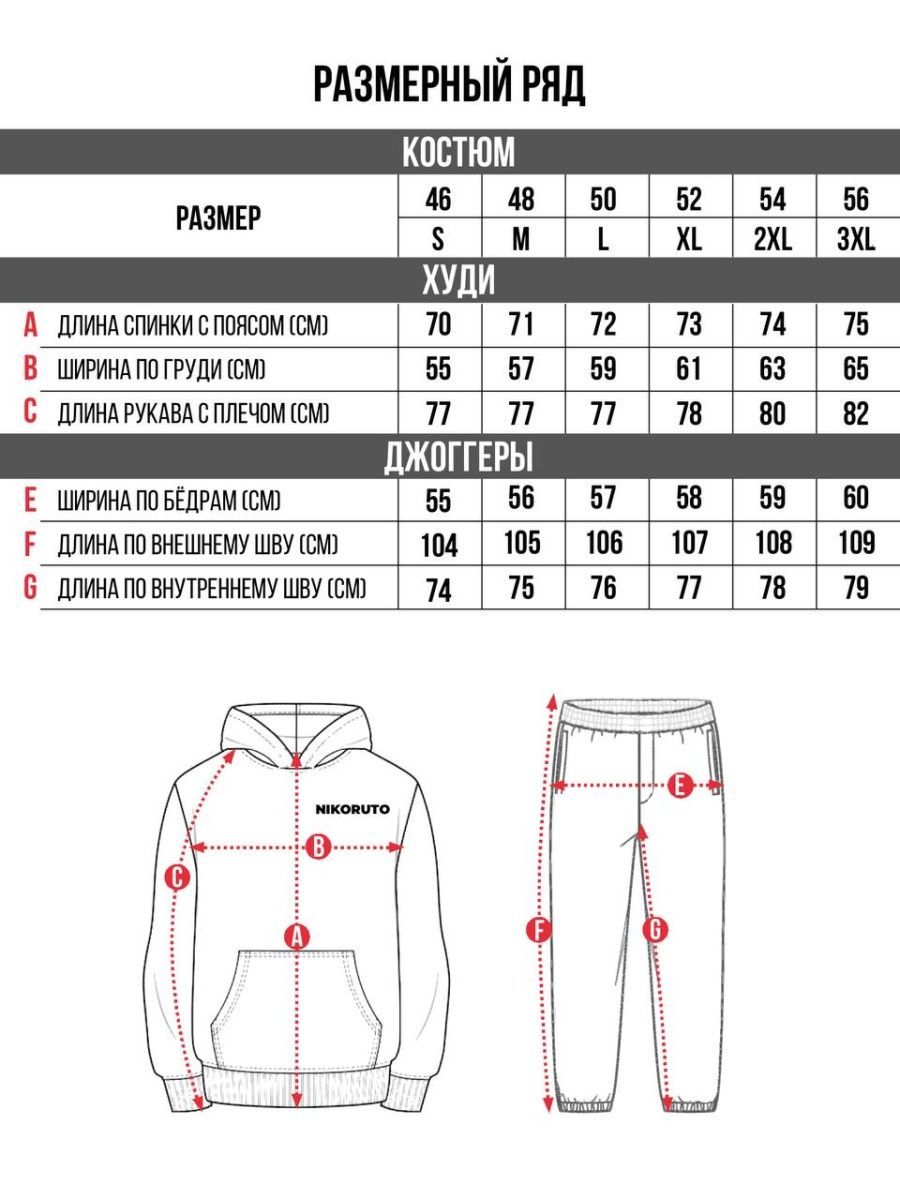 РАЗМЕРНЫЙ РЯД
КОСТЮМ
РАЗМЕР 46 48 50 52 54 56
S M L XL 2XL 3XL
ХУДИ
A ДЛИНА СПИНКИ С ПОЯСОМ (СМ) 70 71 72 73 74 75
B ШИРИНА ПО ГРУДИ (СМ) 55 57 59 61 63 65
C ДЛИНА РУКАВА С ПЛЕЧОМ (СМ) 77 77 77 78 80 82
ДЖОГГЕРЫ
E ШИРИНА ПО БЁДРАМ (СМ) 55 56 57 58 59 60
F ДЛИНА ПО ВНЕШНЕМУ ШВУ (СМ) 104 105 106 107 108 109
G ДЛИНА ПО ВНУТРЕННЕМУ ШВУ (СМ) 74 75 76 77 78 79
NIKORUTO
E
B
C
A
F
G